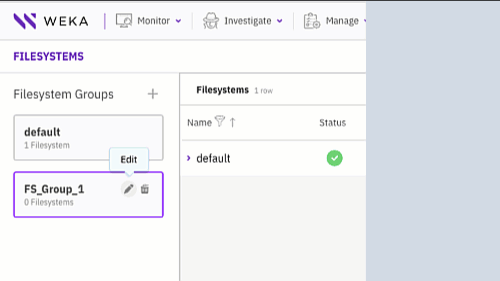 WEKA Monitor Investigate Manage
FILESYSTEMS
Filesystem Groups
default
1 Filesystem
Edit
FS_Group_1
0 Filesystems
Filesystems 1 row
Name Status
default